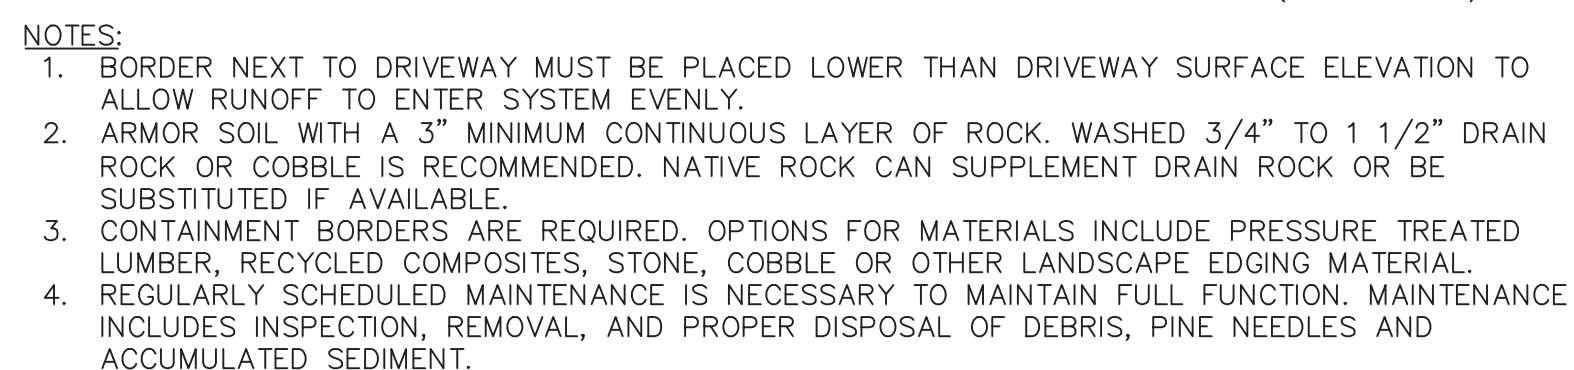 NOTES:
1. BORDER NEXT TO DRIVEWAY MUST BE PLACED LOWER THAN DRIVEWAY SURFACE ELEVATION TO
ALLOW RUNOFF TO ENTER SYSTEM EVENLY.
2. ARMOR SOIL WITH A 3” MINIMUM CONTINUOUS LAYER OF ROCK. WASHED 3/4” TO 1 1/2” DRAIN
ROCK OR COBBLE IS RECOMMENDED. NATIVE ROCK CAN SUPPLEMENT DRAIN ROCK OR BE
SUBSTITUTED IF AVAILABLE.
3. CONTAINMENT BORDERS ARE REQUIRED. OPTIONS FOR MATERIALS INCLUDE PRESSURE TREATED
LUMBER, RECYCLED COMPOSITES, STONE, COBBLE OR OTHER LANDSCAPE EDGING MATERIAL.
4. REGULARLY SCHEDULED MAINTENANCE IS NECESSARY TO MAINTAIN FULL FUNCTION. MAINTENANCE
INCLUDES INSPECTION, REMOVAL, AND PROPER DISPOSAL OF DEBRIS, PINE NEEDLES AND
ACCUMULATED SEDIMENT.